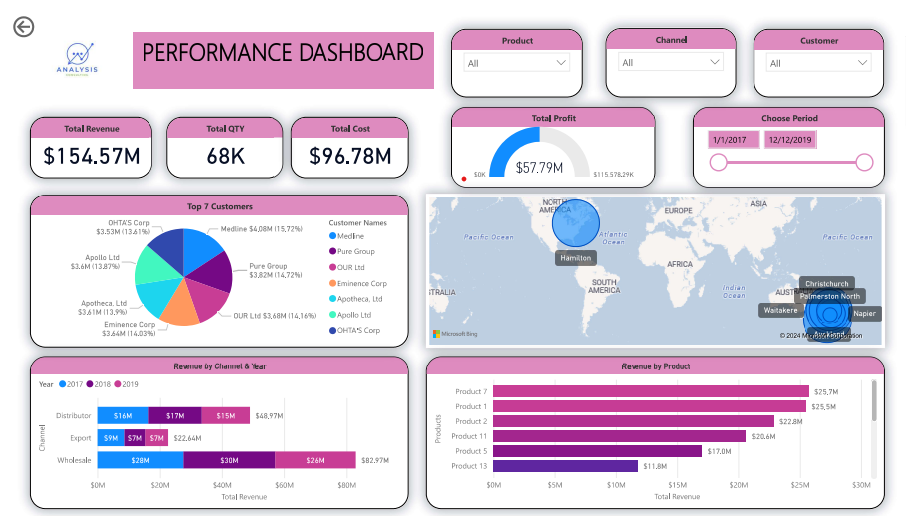 ANALYSIS
PERFORMANCE DASHBOARD
Product
All
Channel
All
Customer
All
Total Revenue
$154.57M
Total QTY
68K
Total Cost
$96.78M
Total Profit
$57.79M
$0K
$115,578.29K
Choose Period
1/1/2017
12/12/2019
Top 7 Customers
OHTA'S Corp
$3.53M (13.61%)
Medline $4.08M (15.72%)
Apollo Ltd
$3.6M (13.87%)
Pure Group
$3.82M (14.72%)
Apotheca, Ltd
$3.61M (13.9%)
OUR Ltd $3.68M (14.16%)
Eminence Corp
$3.64M (14.03%)
Customer Names
Medline
Pure Group
OUR Ltd
Eminence Corp
Apotheca, Ltd
Apollo Ltd
OHTA'S Corp
NORTH
AMERICA
EUROPE
ASIA
Pacific Ocean
Atlantic
Ocean
Pacific Ocean
Hamilton
AFRICA
SOUTH
AMERICA
Indian
Ocean
TRALIA
AUST
Christchurch
Palmerston North
Waitakere
Napier
Auckland
Microsoft Bing
© 2024 M
oration
Revenue by Channel & Year
Year 2017 2018 2019
Channel
Distributor $16M $17M $15M $48.97M
Export $9M $7M $7M $22.64M
Wholesale $28M $30M $26M $82.97M
$0M $20M $40M $60M $80M
Total Revenue
Revenue by Product
Products
Product 7 $25.7M
Product 1 $25.5M
Product 2 $22.8M
Product 11 $20.6M
Product 5 $17.0M
Product 13 $11.8M
$0M $5M $10M $15M $20M $25M $30M
Total Revenue